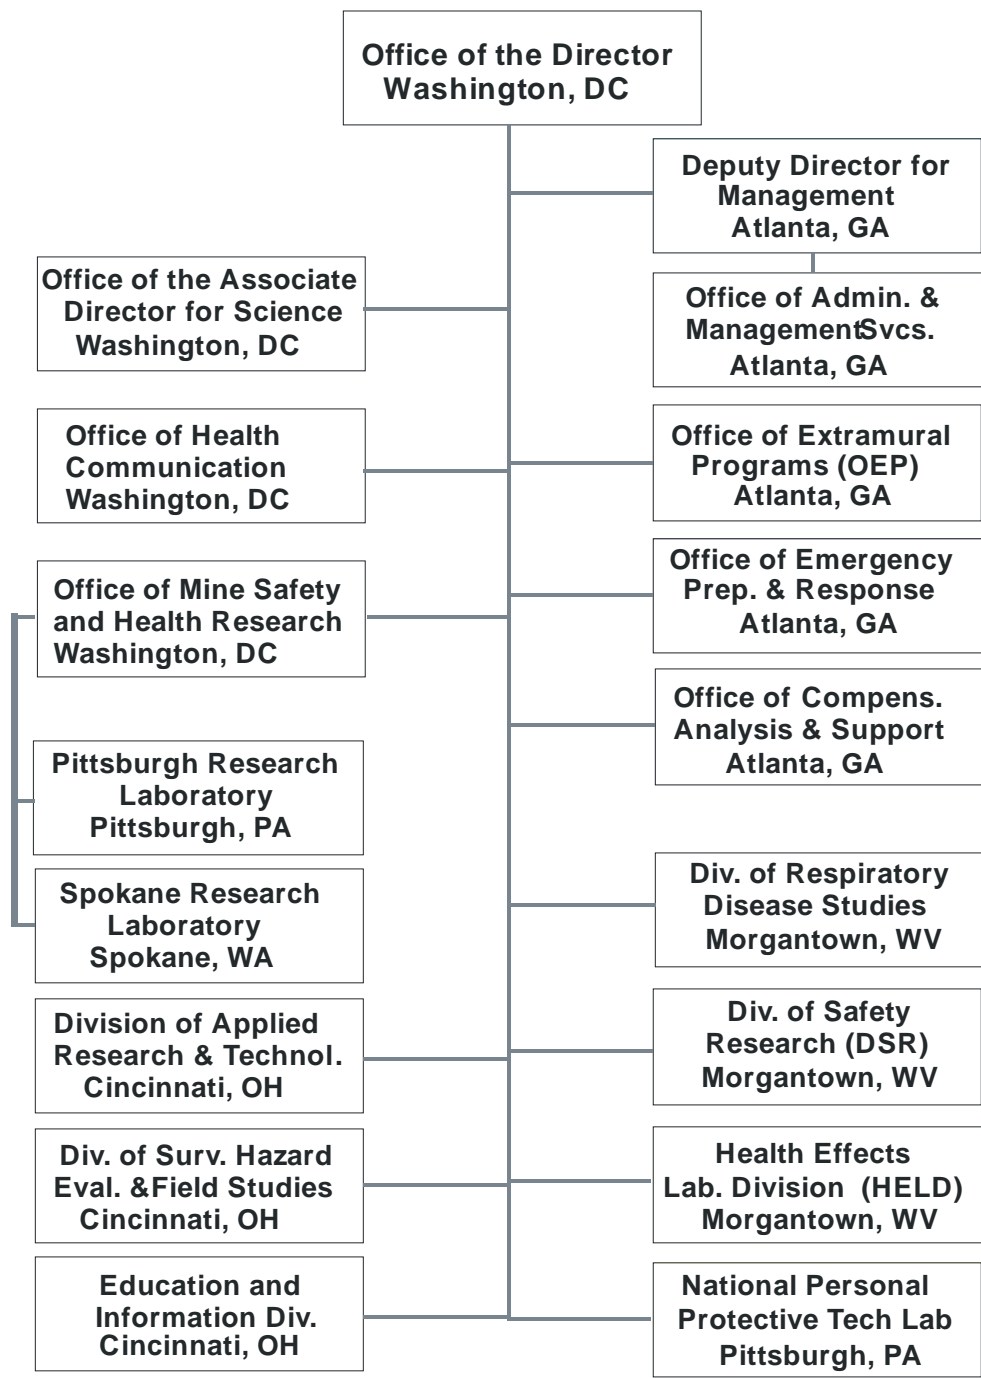 Office of the Director
Washington, DC
Deputy Director for
Management
Atlanta, GA
Office of the Associate
Director for Science
Washington, DC
Office of Admin. &
ManagementSvcs.
Atlanta, GA
Office of Health
Communication
Washington, DC
Office of Extramural
Programs (OEP)
Atlanta, GA
Office of Mine Safety
and Health Research
Washington, DC
Office of Emergency
Prep. & Response
Atlanta, GA
Office of Compens.
Analysis & Support
Atlanta, GA
Pittsburgh Research
Laboratory
Pittsburgh, PA
Spokane Research
Laboratory
Spokane, WA
Div. of Respiratory
Disease Studies
Morgantown, WV
Division of Applied
Research & Technol.
Cincinnati, OH
Div. of Safety
Research (DSR)
Morgantown, WV
Div. of Surv. Hazard
Eval. &Field Studies
Cincinnati, OH
Health Effects
Lab. Division (HELD)
Morgantown, WV
Education and
Information Div.
Cincinnati, OH
National Personal
Protective Tech Lab
Pittsburgh, PA